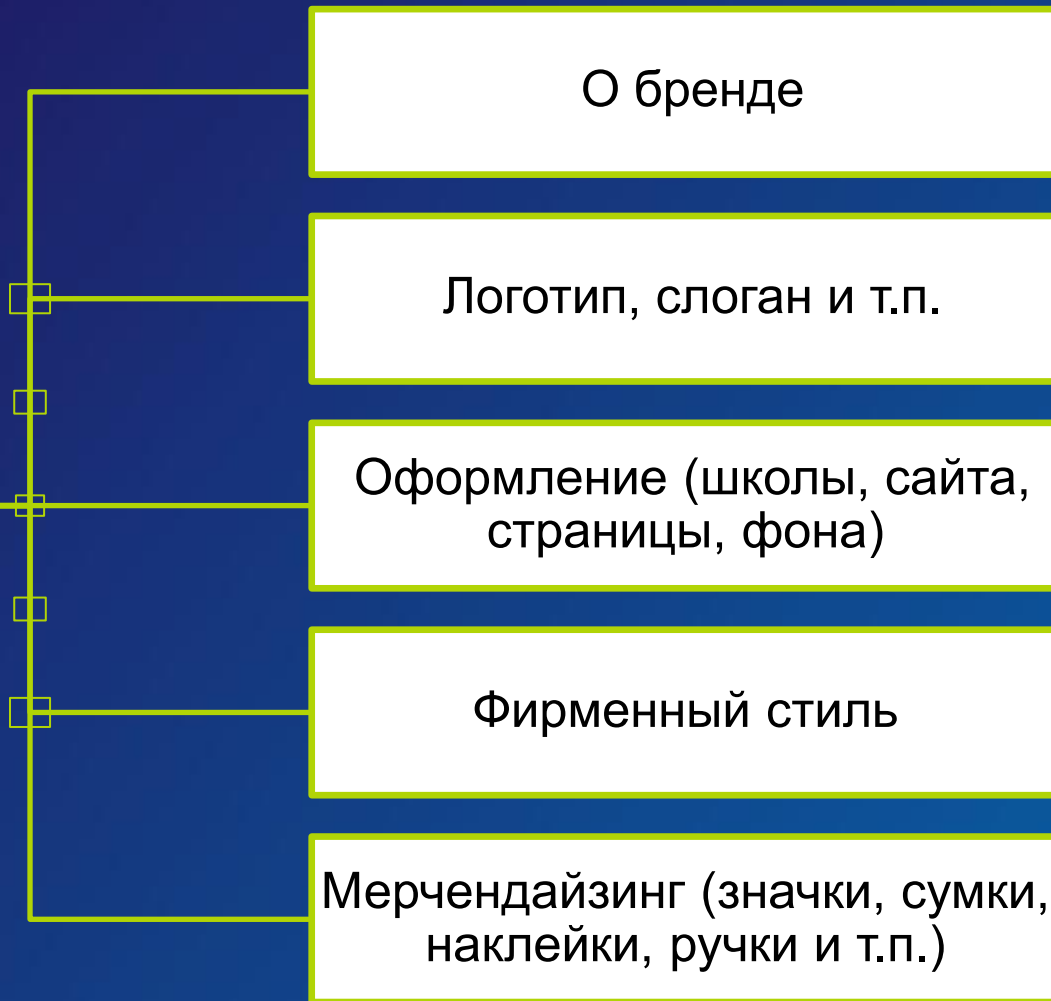 О бренде
Логотип, слоган и т.п.
Оформление (школы, сайта,
страницы, фона)
Фирменный стиль
Мерчендайзинг (значки, сумки,
наклейки, ручки и т.п.)